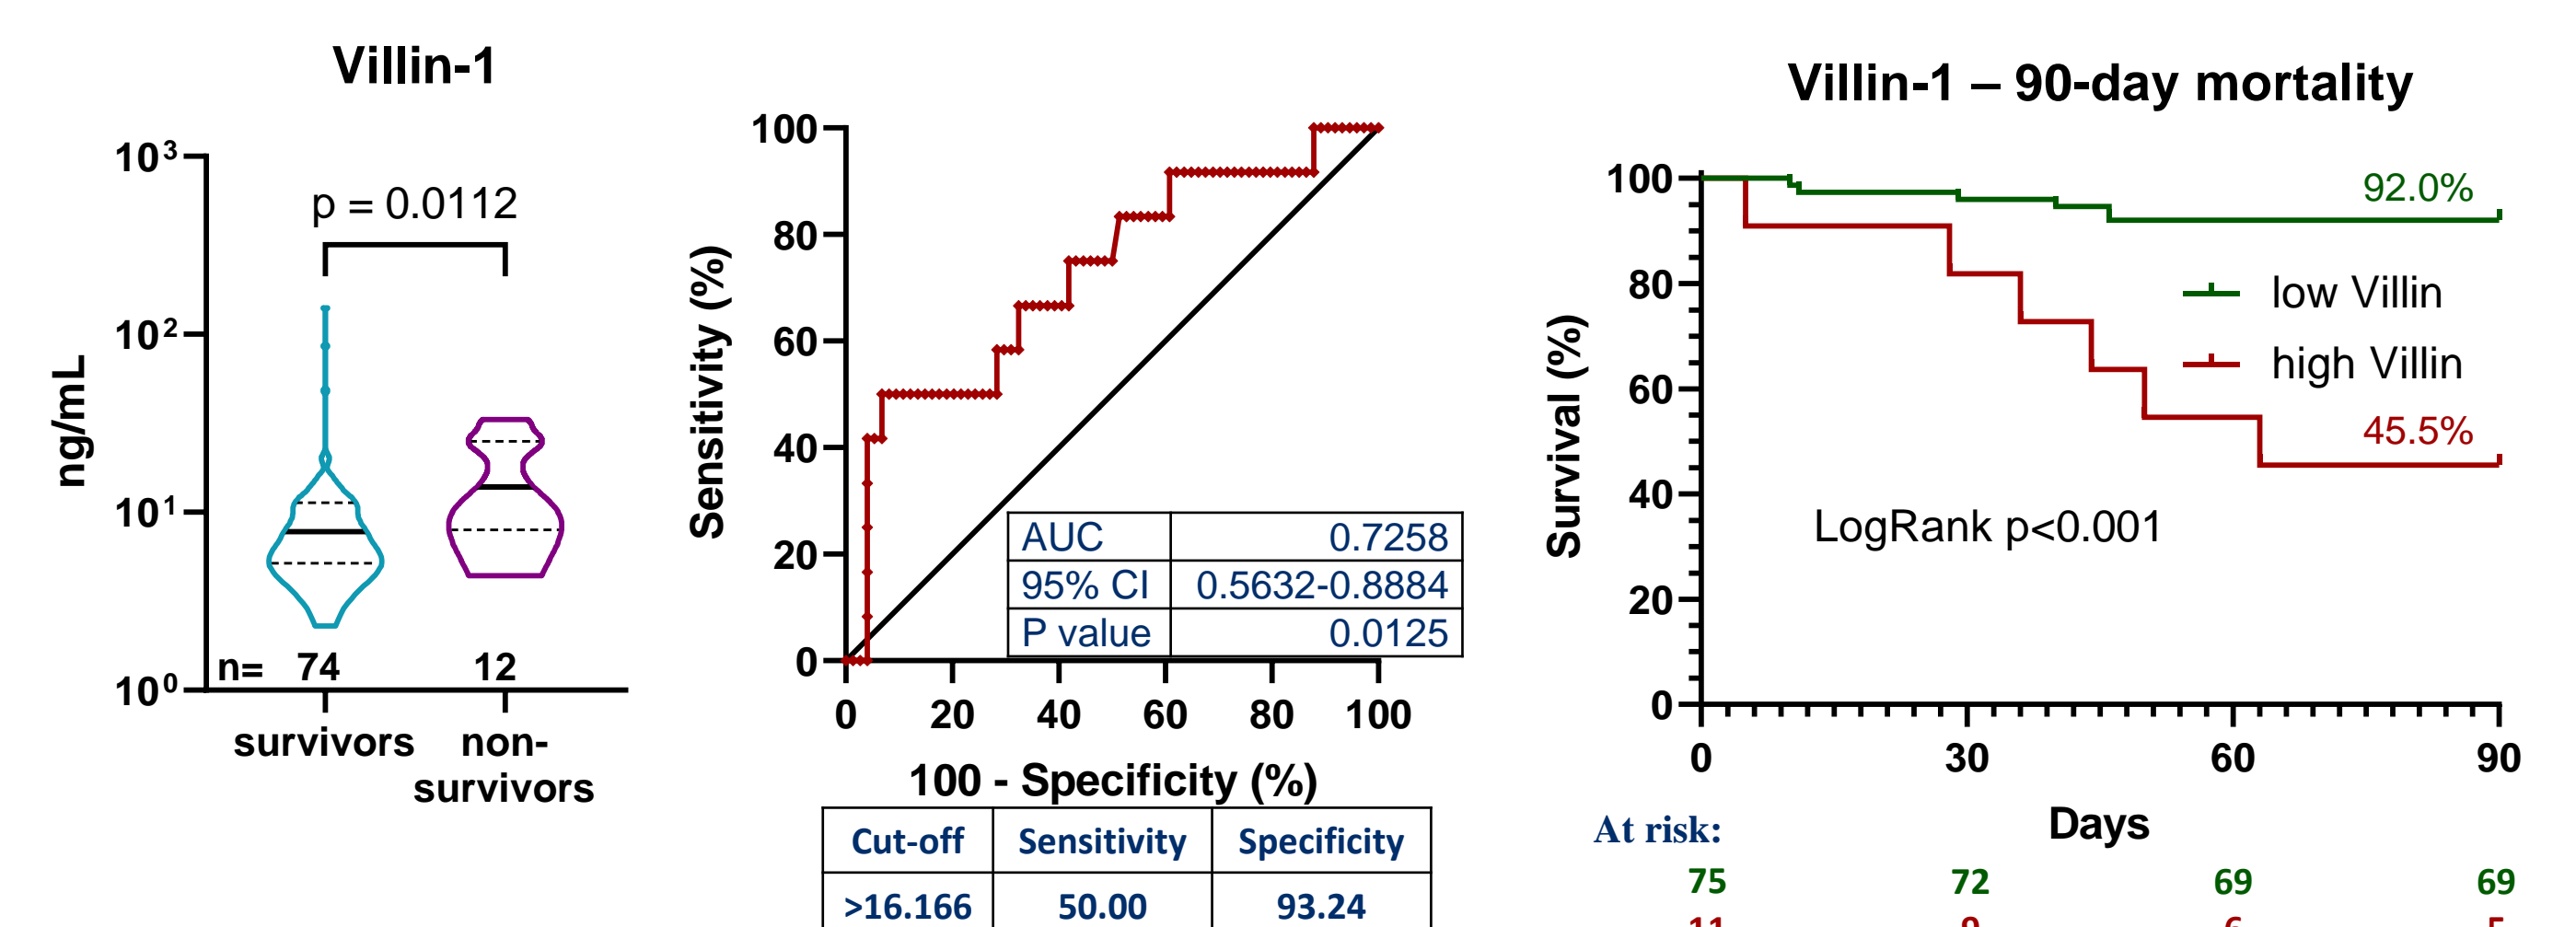 Villin-1
10³
p = 0.0112
10²
ng/mL
10¹
10⁰
n= 74 12
survivors non-
survivors
100
80
60
40
20
0
Sensitivity (%)
AUC 0.7258
95% CI 0.5632-0.8884
P value 0.0125
0 20 40 60 80 100
100 - Specificity (%)
Cut-off Sensitivity Specificity
>16.166 50.00 93.24
Villin-1 – 90-day mortality
100
80
60
40
20
0
Survival (%)
92.0%
low Villin
high Villin
45.5%
LogRank p<0.001
0 30 60 90
Days
At risk:
75 72 69 69